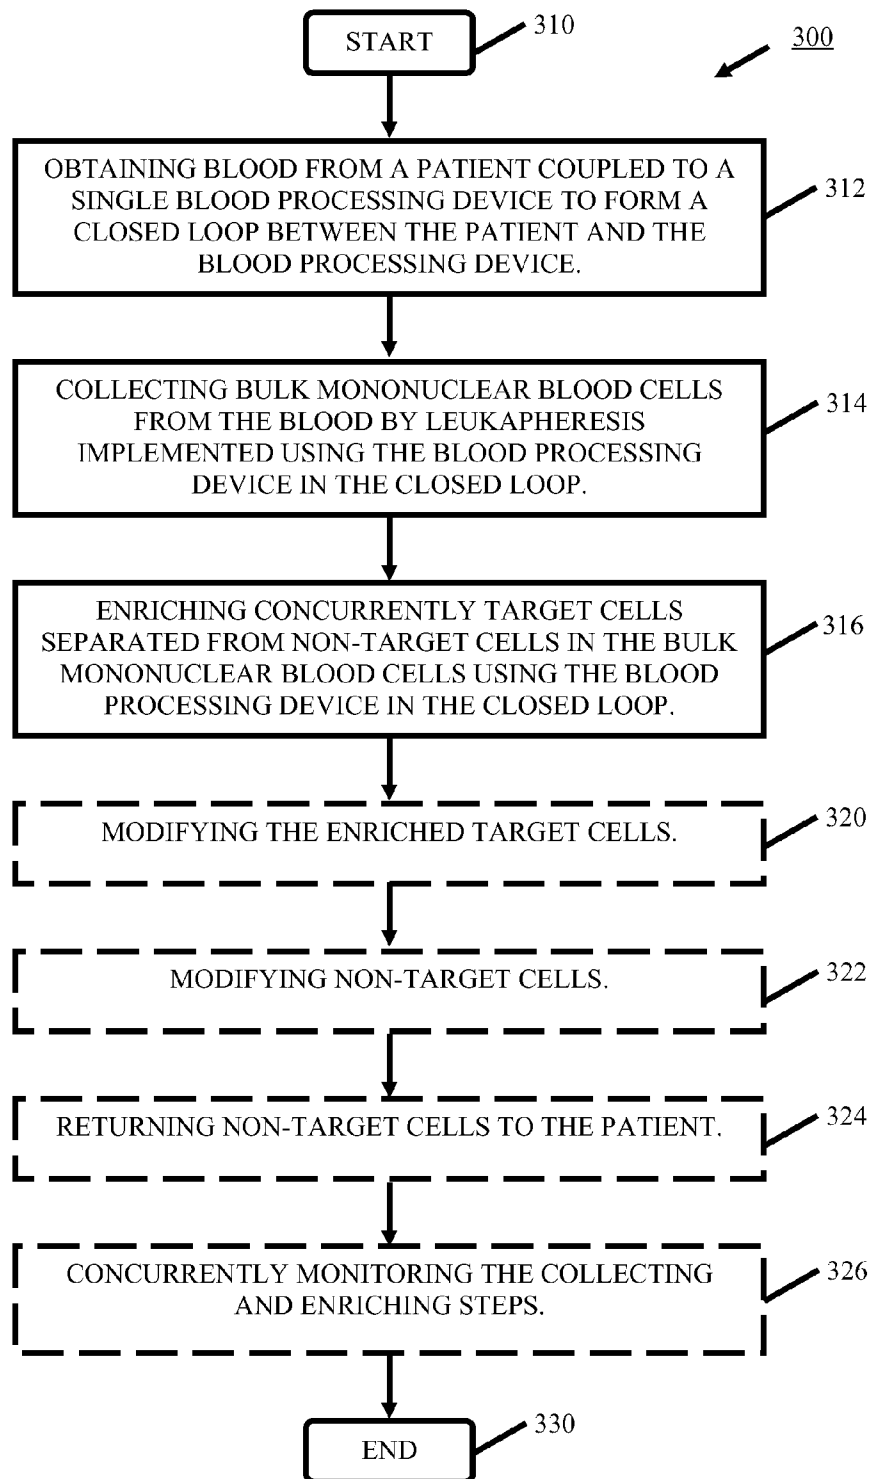 START
310
300
OBTAINING BLOOD FROM A PATIENT COUPLED TO A
SINGLE BLOOD PROCESSING DEVICE TO FORM A
CLOSED LOOP BETWEEN THE PATIENT AND THE
BLOOD PROCESSING DEVICE.
312
COLLECTING BULK MONONUCLEAR BLOOD CELLS
FROM THE BLOOD BY LEUKAPHERESIS
IMPLEMENTED USING THE BLOOD PROCESSING
DEVICE IN THE CLOSED LOOP.
314
ENRICHING CONCURRENTLY TARGET CELLS
SEPARATED FROM NON-TARGET CELLS IN THE BULK
MONONUCLEAR BLOOD CELLS USING THE BLOOD
PROCESSING DEVICE IN THE CLOSED LOOP.
316
MODIFYING THE ENRICHED TARGET CELLS.
320
MODIFYING NON-TARGET CELLS.
322
RETURNING NON-TARGET CELLS TO THE PATIENT.
324
CONCURRENTLY MONITORING THE COLLECTING
AND ENRICHING STEPS.
326
END
330